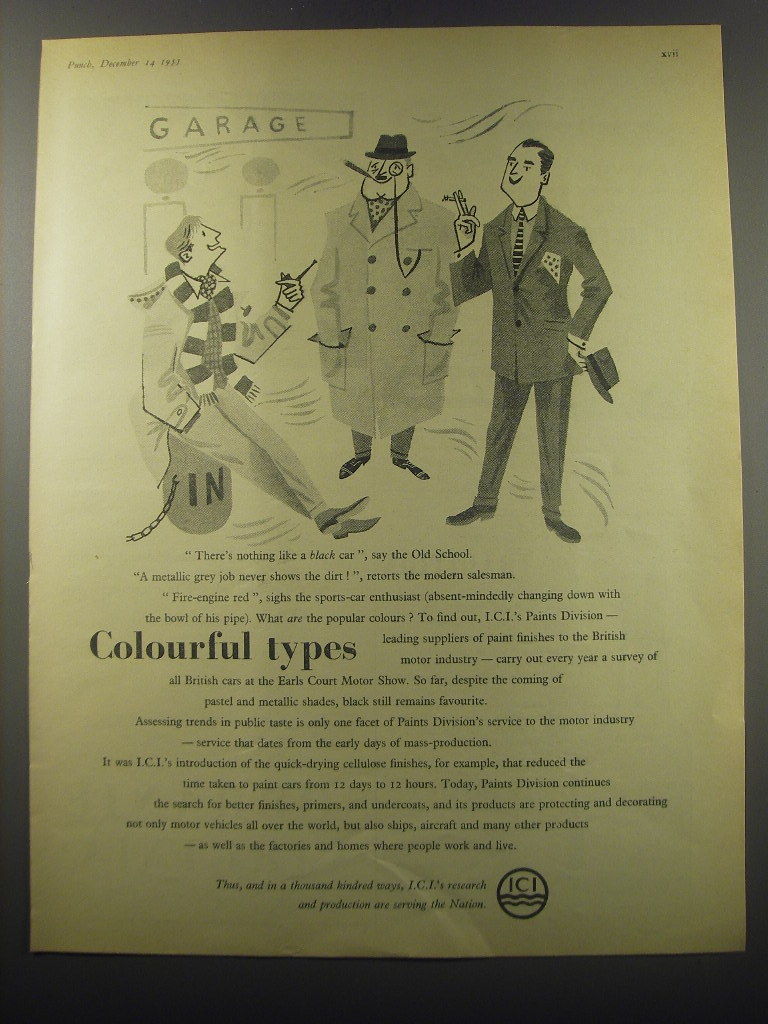 Punch, December 14 1955
xvii
GARAGE
IN
“ There's nothing like a black car ”, say the Old School.
“A metallic grey job never shows the dirt ! ”, retorts the modern salesman.
“ Fire-engine red ”, sighs the sports-car enthusiast (absent-mindedly changing down with
the bowl of his pipe). What are the popular colours ? To find out, I.C.I.'s Paints Division —
Colourful types
leading suppliers of paint finishes to the British
motor industry — carry out every year a survey of
all British cars at the Earls Court Motor Show. So far, despite the coming of
pastel and metallic shades, black still remains favourite.
Assessing trends in public taste is only one facet of Paints Division's service to the motor industry
— service that dates from the early days of mass-production.
It was I.C.I.'s introduction of the quick-drying cellulose finishes, for example, that reduced the
time taken to paint cars from 12 days to 12 hours. Today, Paints Division continues
the search for better finishes, primers, and undercoats, and its products are protecting and decorating
not only motor vehicles all over the world, but also ships, aircraft and many other products
— as well as the factories and homes where people work and live.
Thus, and in a thousand kindred ways, I.C.I.'s research
and production are serving the Nation.
ICI